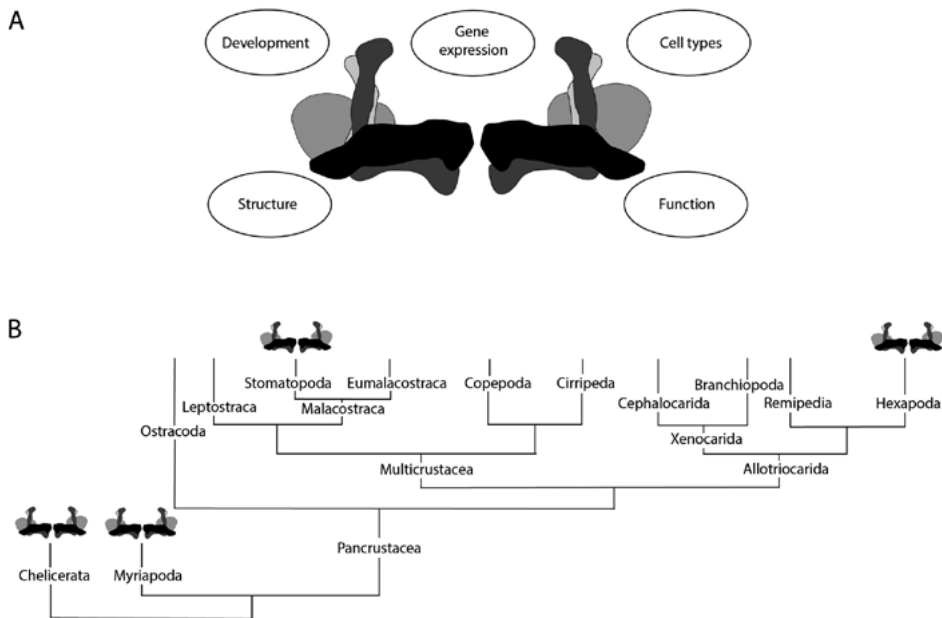 A
Development
Gene
expression
Cell types
Structure
Function
B
Stomatopoda
Eumalacostraca
Copepoda
Cirripeda
Branchiopoda
Leptostraca
Malacostraca
Cephalocarida
Remipedia
Hexapoda
Ostracoda
Xenocarida
Multicrustacea
Allotriocarida
Pancrustacea
Chelicerata
Myriapoda